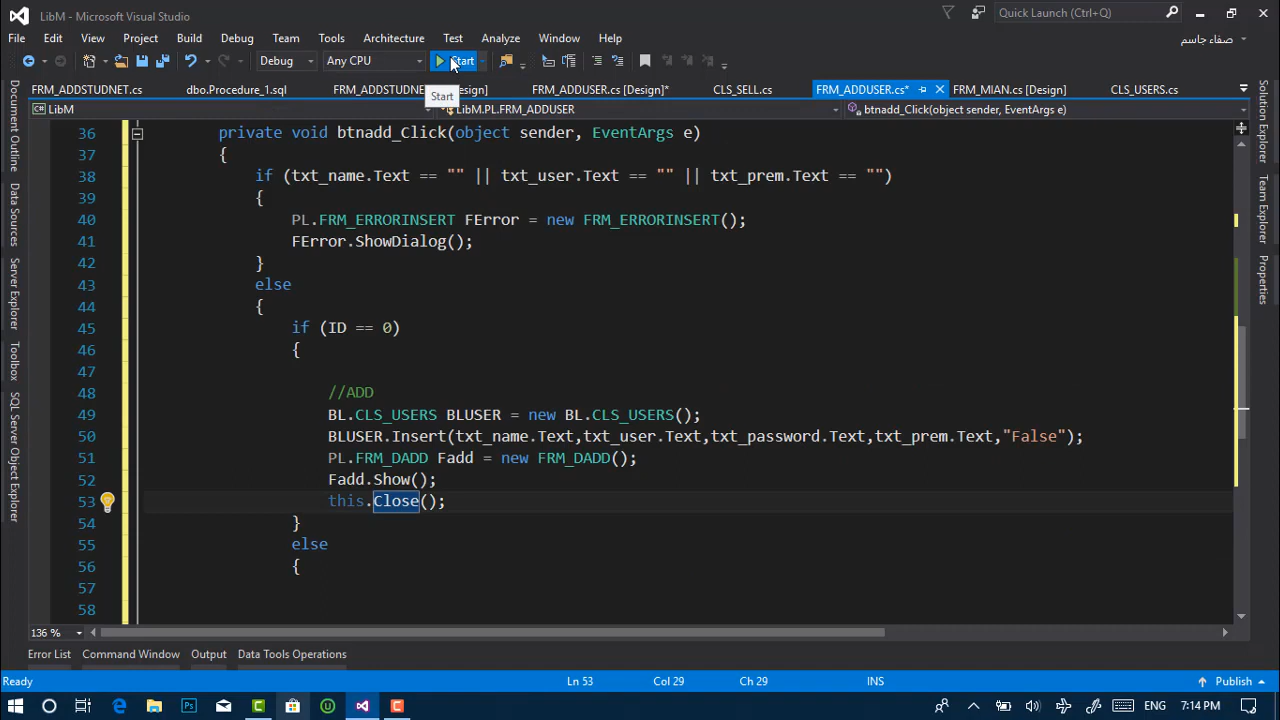 LibM - Microsoft Visual Studio
Quick Launch (Ctrl+Q)
File Edit View Project Build Debug Team Tools Test Architecture Analyze Window Help
صفاء جاسم
Debug Any CPU Start
FRM_ADDSTUDNET.cs dbo.Procedure_1.sql FRM_ADDSTUDNE sign] FRM_ADDUSER.cs [Design]* CLS_SELL.cs FRM_ADDUSER.cs* FRM_MIAN.cs [Design] CLS_USERS.cs
Start
LibM LibM.PL.FRM_ADDUSER btnadd_Click(object sender, EventArgs e)
36 private void btnadd_Click(object sender, EventArgs e)
37 {
38 if (txt_name.Text == "" || txt_user.Text == "" || txt_prem.Text == "")
39 {
40 PL.FRM_ERRORINSERT FError = new FRM_ERRORINSERT();
41 FError.ShowDialog();
42 }
43 else
44 {
45 if (ID == 0)
46 {
47
48 //ADD
49 BL.CLS_USERS BLUSER = new BL.CLS_USERS();
50 BLUSER.Insert(txt_name.Text,txt_user.Text,txt_password.Text,txt_prem.Text,"False");
51 PL.FRM_DADD Fadd = new FRM_DADD();
52 Fadd.Show();
53 this.Close();
54 }
55 else
56 {
57
58
Document Outline
Data Sources
Server Explorer
Toolbox
SQL Server Object Explorer
Solution Explorer
Team Explorer
Properties
136 %
Error List Command Window Output Data Tools Operations
Ready Ln 53 Col 29 Ch 29 INS Publish
ENG 7:14 PM